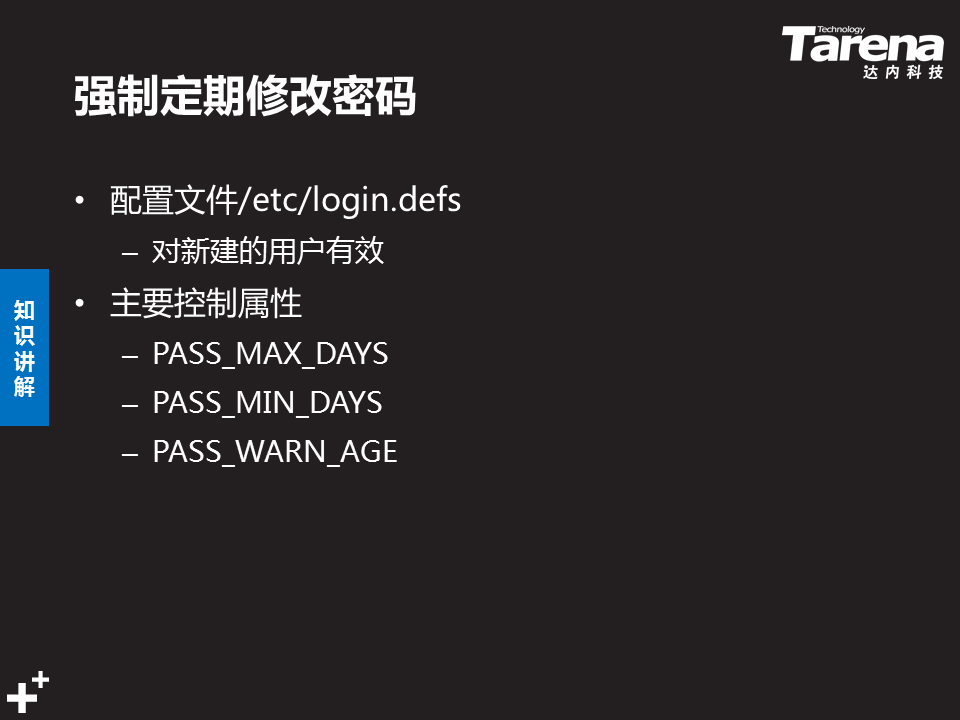 Technology
Tarena
达内科技
强制定期修改密码
• 配置文件/etc/login.defs
– 对新建的用户有效
• 主要控制属性
– PASS_MAX_DAYS
– PASS_MIN_DAYS
– PASS_WARN_AGE
知
识
讲
解